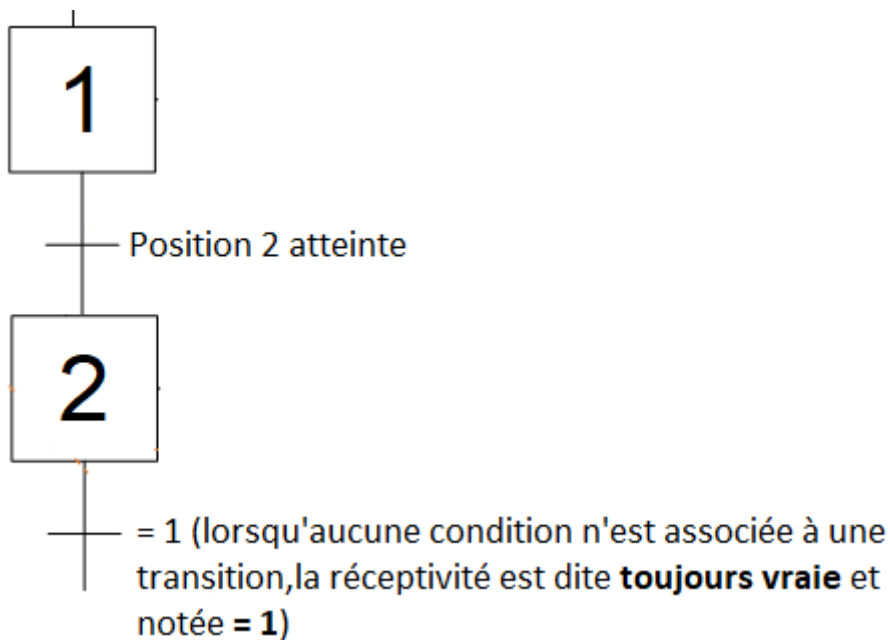 1
Position 2 atteinte
2
= 1 (lorsqu'aucune condition n'est associée à une
transition,la réceptivité est dite toujours vraie et
notée = 1)